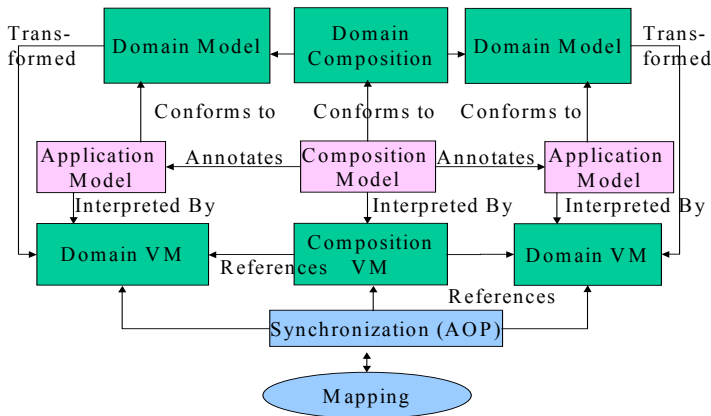 Trans-
formed
Domain Model
Domain
Composition
Domain Model
Trans-
formed
Conforms to
Conforms to
Conforms to
Application
Model
Annotates
Composition
Model
Annotates
Application
Model
Interpreted By
Interpreted By
Interpreted By
Domain VM
References
Composition
VM
Domain VM
References
Synchronization (AOP)
Mapping